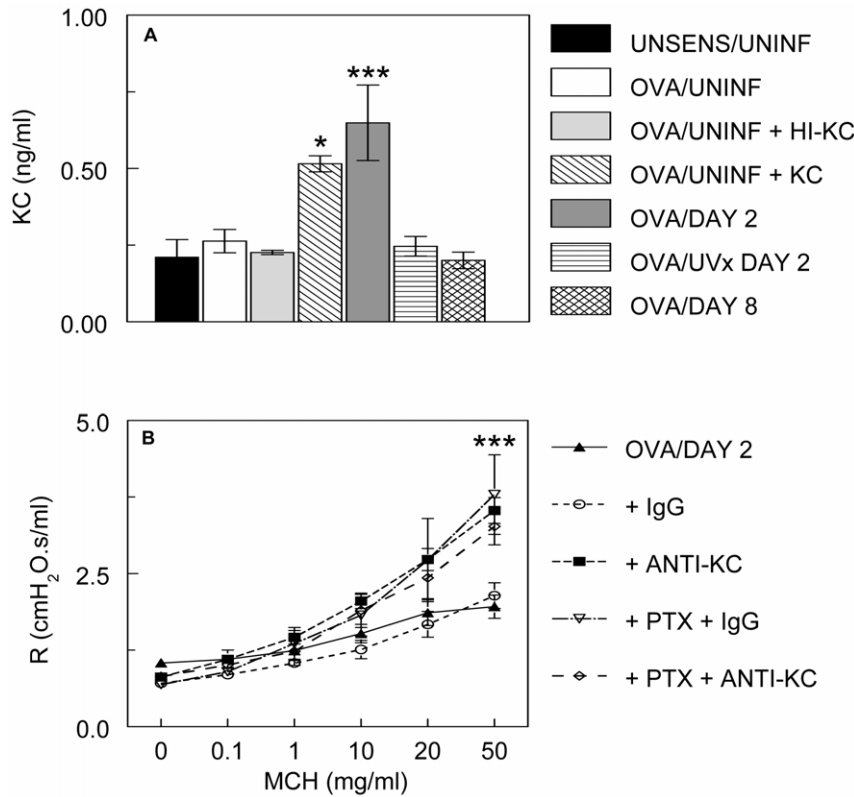 1.00
0.50
0.00
KC (ng/ml)
A
*
***
UNSENS/UNINF
OVA/UNINF
OVA/UNINF + HI-KC
OVA/UNINF + KC
OVA/DAY 2
OVA/UVx DAY 2
OVA/DAY 8
5.0
2.5
0.0
R (cmH₂O.s/ml)
B
***
0 0.1 1 10 20 50
MCH (mg/ml)
OVA/DAY 2
+ IgG
+ ANTI-KC
+ PTX + IgG
+ PTX + ANTI-KC